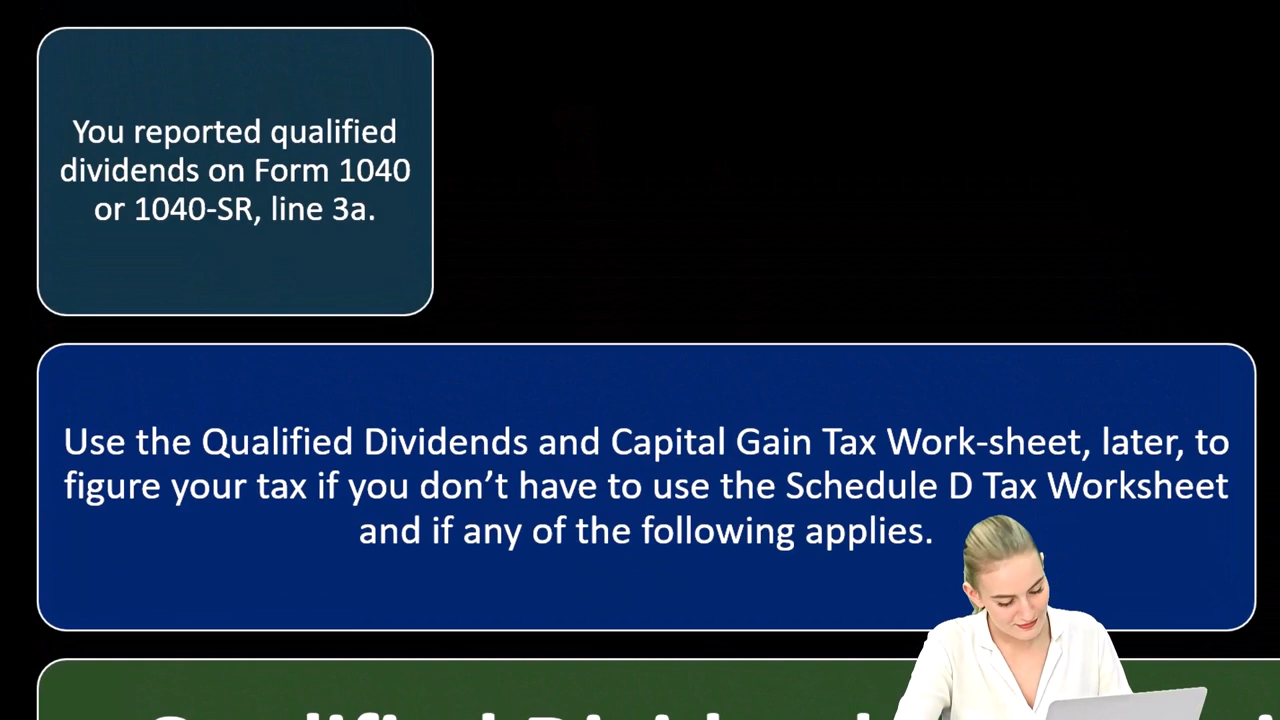 You reported qualified
dividends on Form 1040
or 1040-SR, line 3a.
Use the Qualified Dividends and Capital Gain Tax Work-sheet, later, to
figure your tax if you don’t have to use the Schedule D Tax Worksheet
and if any of the following applies.